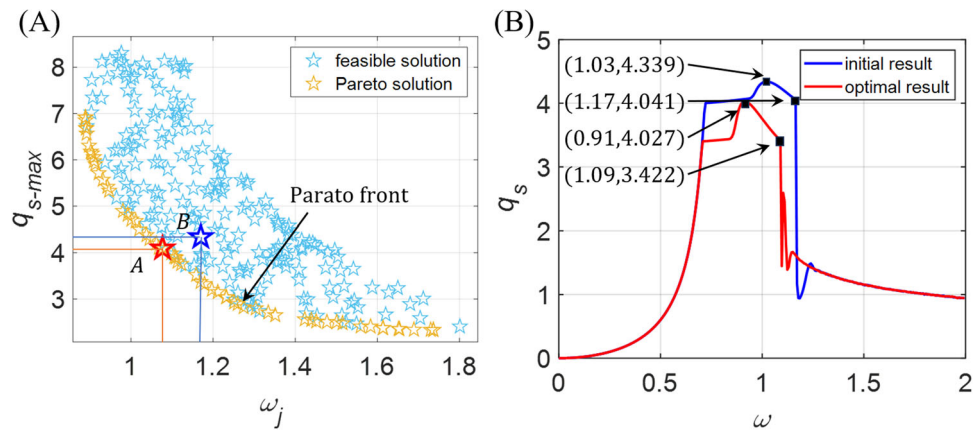 (A)
8
7
6
5
4
3
q_{s-max}
feasible solution
Pareto solution
B
A
Parato front
1
1.2
1.4
1.6
1.8
ω_j
(B)
5
4
3
2
1
0
q_s
(1.03,4.339)
(1.17,4.041)
(0.91,4.027)
(1.09,3.422)
initial result
optimal result
0
0.5
1
1.5
2
ω